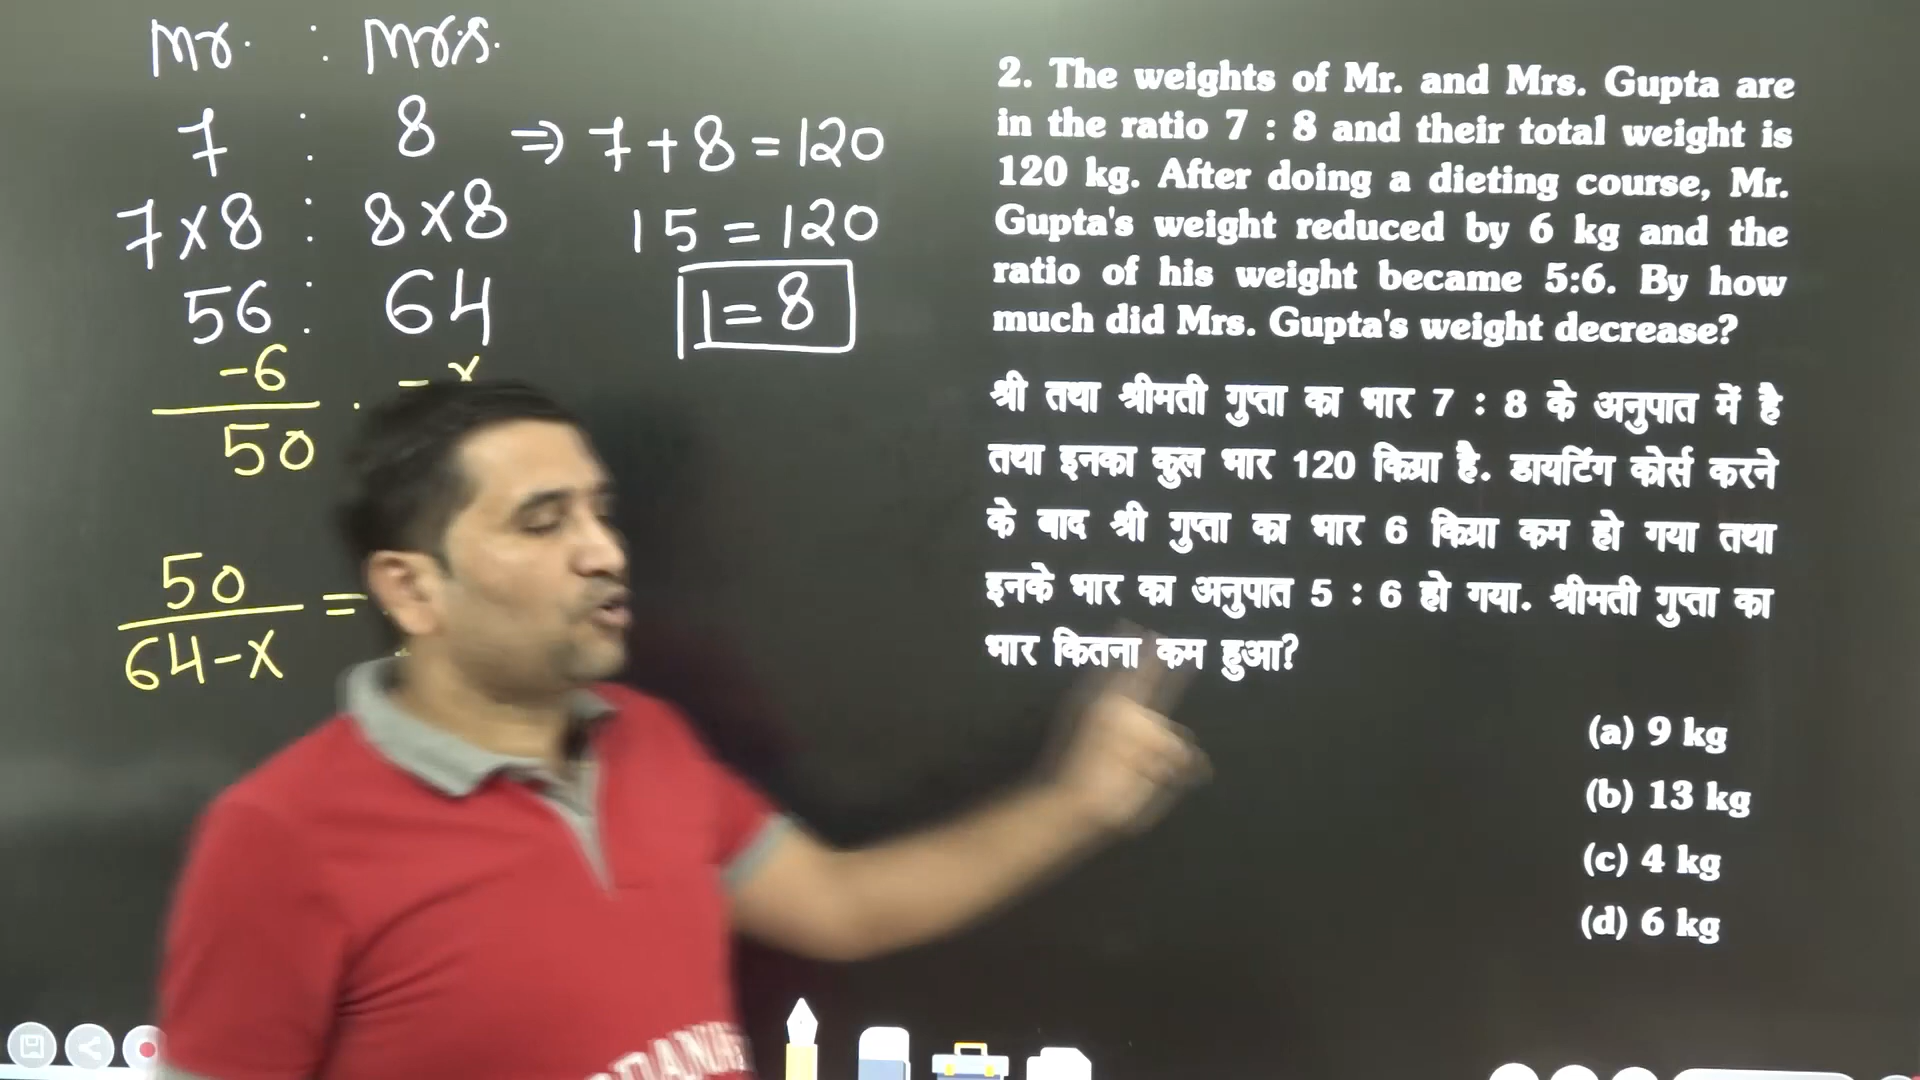 Mr. : Mrs.
7 : 8 ⇒ 7+8=120
7×8 : 8×8 15=120
56 : 64 1=8
-6 - x
50
50
64-x =
2. The weights of Mr. and Mrs. Gupta are
in the ratio 7 : 8 and their total weight is
120 kg. After doing a dieting course, Mr.
Gupta's weight reduced by 6 kg and the
ratio of his weight became 5:6. By how
much did Mrs. Gupta's weight decrease?
श्री तथा श्रीमती गुप्ता का भार 7 : 8 के अनुपात में है
तथा इनका कुल भार 120 किग्रा है. डायटिंग कोर्स करने
के बाद श्री गुप्ता का भार 6 किग्रा कम हो गया तथा
इनके भार का अनुपात 5 : 6 हो गया. श्रीमती गुप्ता का
भार कितना कम हुआ?
(a) 9 kg
(b) 13 kg
(c) 4 kg
(d) 6 kg